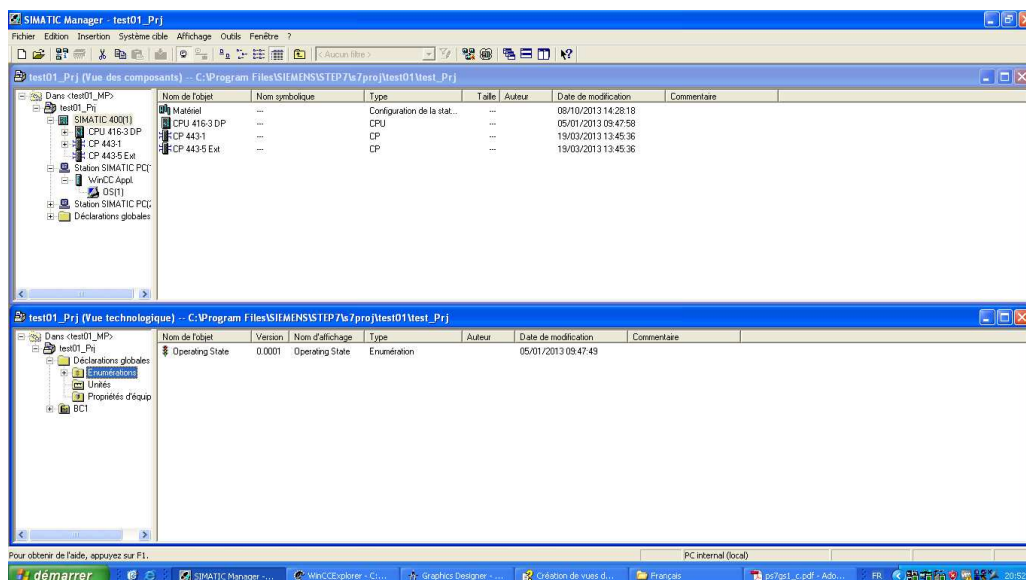 SIMATIC Manager - test01_Prj
Fichier Edition Insertion Système cible Affichage Outils Fenêtre ?
< Aucun filtre >
test01_Prj (Vue des composants) -- C:\Program Files\SIEMENS\STEP7\s7proj\test01\test_Prj
Dans <test01_MP>
test01_Prj
SIMATIC 400(1)
CPU 416-3 DP
CP 443-1
CP 443-5 Ext
Station SIMATIC PC(
WinCC Appl.
OS(1)
Station SIMATIC PC(2
Déclarations globales
Nom de l'objet Nom symbolique Type Taille Auteur Date de modification Commentaire
Matériel --- Configuration de la stat... --- 08/10/2013 14:28:18
CPU 416-3 DP --- CPU --- 05/01/2013 09:47:58
CP 443-1 --- CP --- 19/03/2013 13:45:36
CP 443-5 Ext --- CP --- 19/03/2013 13:45:36
test01_Prj (Vue technologique) -- C:\Program Files\SIEMENS\STEP7\s7proj\test01\test_Prj
Dans <test01_MP>
test01_Prj
Déclarations globales
Enumérations
Unités
Propriétés d'équip
BC1
Nom de l'objet Version Nom d'affichage Type Auteur Date de modification Commentaire
Operating State 0.0001 Operating State Enumération 05/01/2013 09:47:49
Pour obtenir de l'aide, appuyez sur F1. PC internal (local)
démarrer SIMATIC Manager -... WinCCExplorer - C:... Graphics Designer - ... Création de vues d... Français ps7gs1_c.pdf - Ado... FR